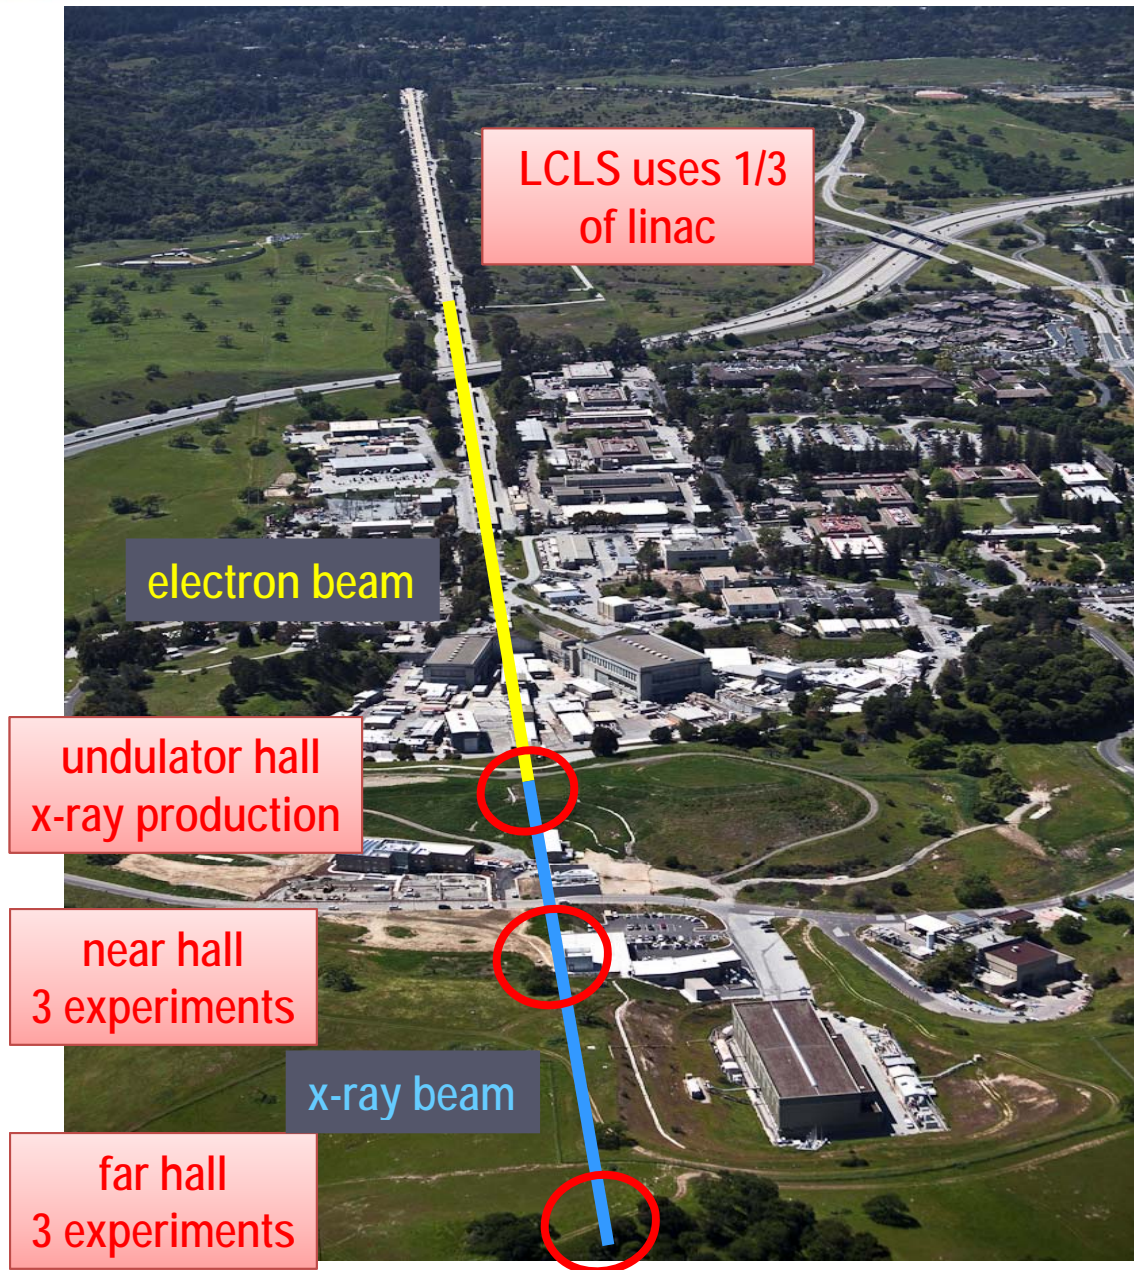 LCLS uses 1/3
of linac
electron beam
undulator hall
x-ray production
near hall
3 experiments
x-ray beam
far hall
3 experiments